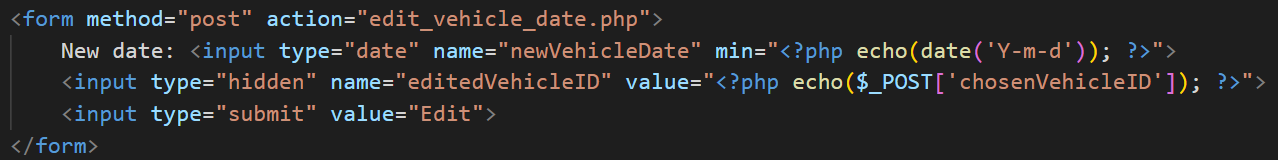 <form method="post" action="edit_vehicle_date.php">
New date: <input type="date" name="newVehicleDate" min="<?php echo(date('Y-m-d')); ?>">
<input type="hidden" name="editedVehicleID" value="<?php echo($_POST['chosenVehicleID']); ?>">
<input type="submit" value="Edit">
</form>